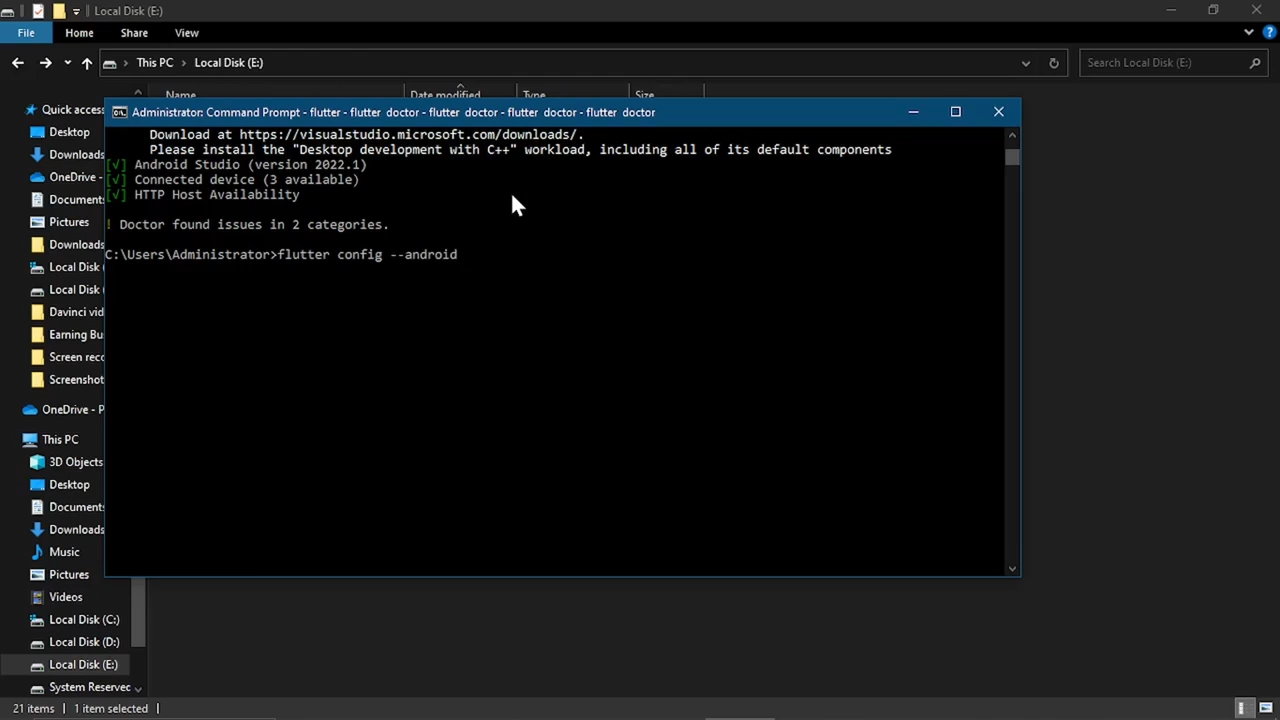 Local Disk (E:)
File Home Share View
This PC Local Disk (E:) Search Local Disk (E:)
Name Date modified Type Size
Quick access
Desktop
Downloads
OneDrive -
Documents
Pictures
Downloads
Local Disk
Local Disk
Davinci vid
Earning Bu
Screen reco
Screenshot
OneDrive - P
This PC
3D Objects
Desktop
Documents
Downloads
Music
Pictures
Videos
Local Disk (C:)
Local Disk (D:)
Local Disk (E:)
System Reserved
Administrator: Command Prompt - flutter - flutter doctor - flutter doctor - flutter doctor - flutter doctor
Download at https://visualstudio.microsoft.com/downloads/.
Please install the "Desktop development with C++" workload, including all of its default components
[√] Android Studio (version 2022.1)
[√] Connected device (3 available)
[√] HTTP Host Availability
! Doctor found issues in 2 categories.
C:\Users\Administrator>flutter config --android
21 items 1 item selected